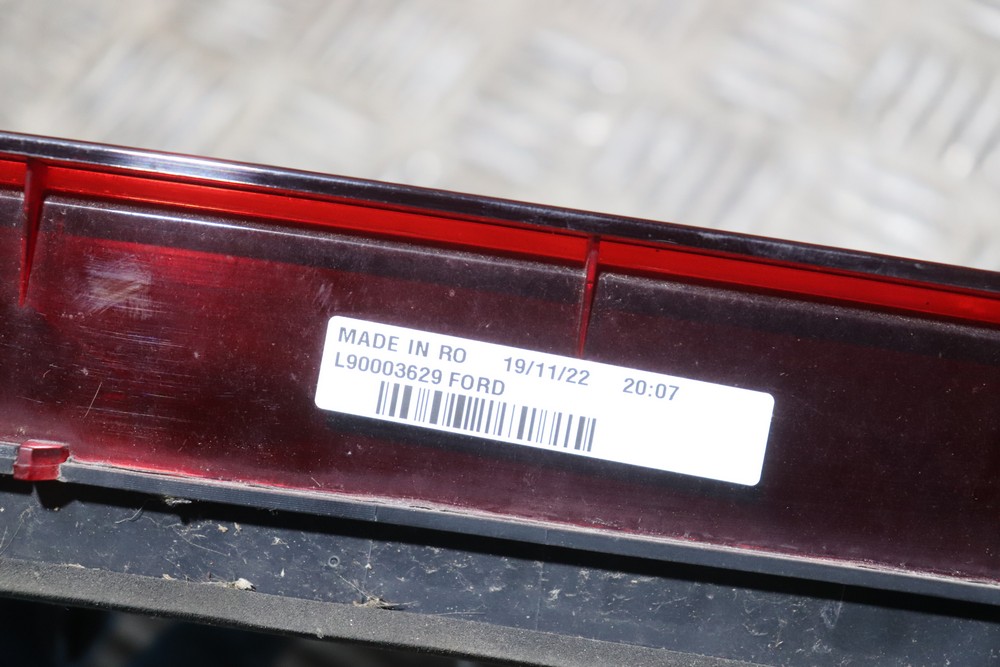 MADE IN RO 19/11/22 20:07
L90003629 FORD